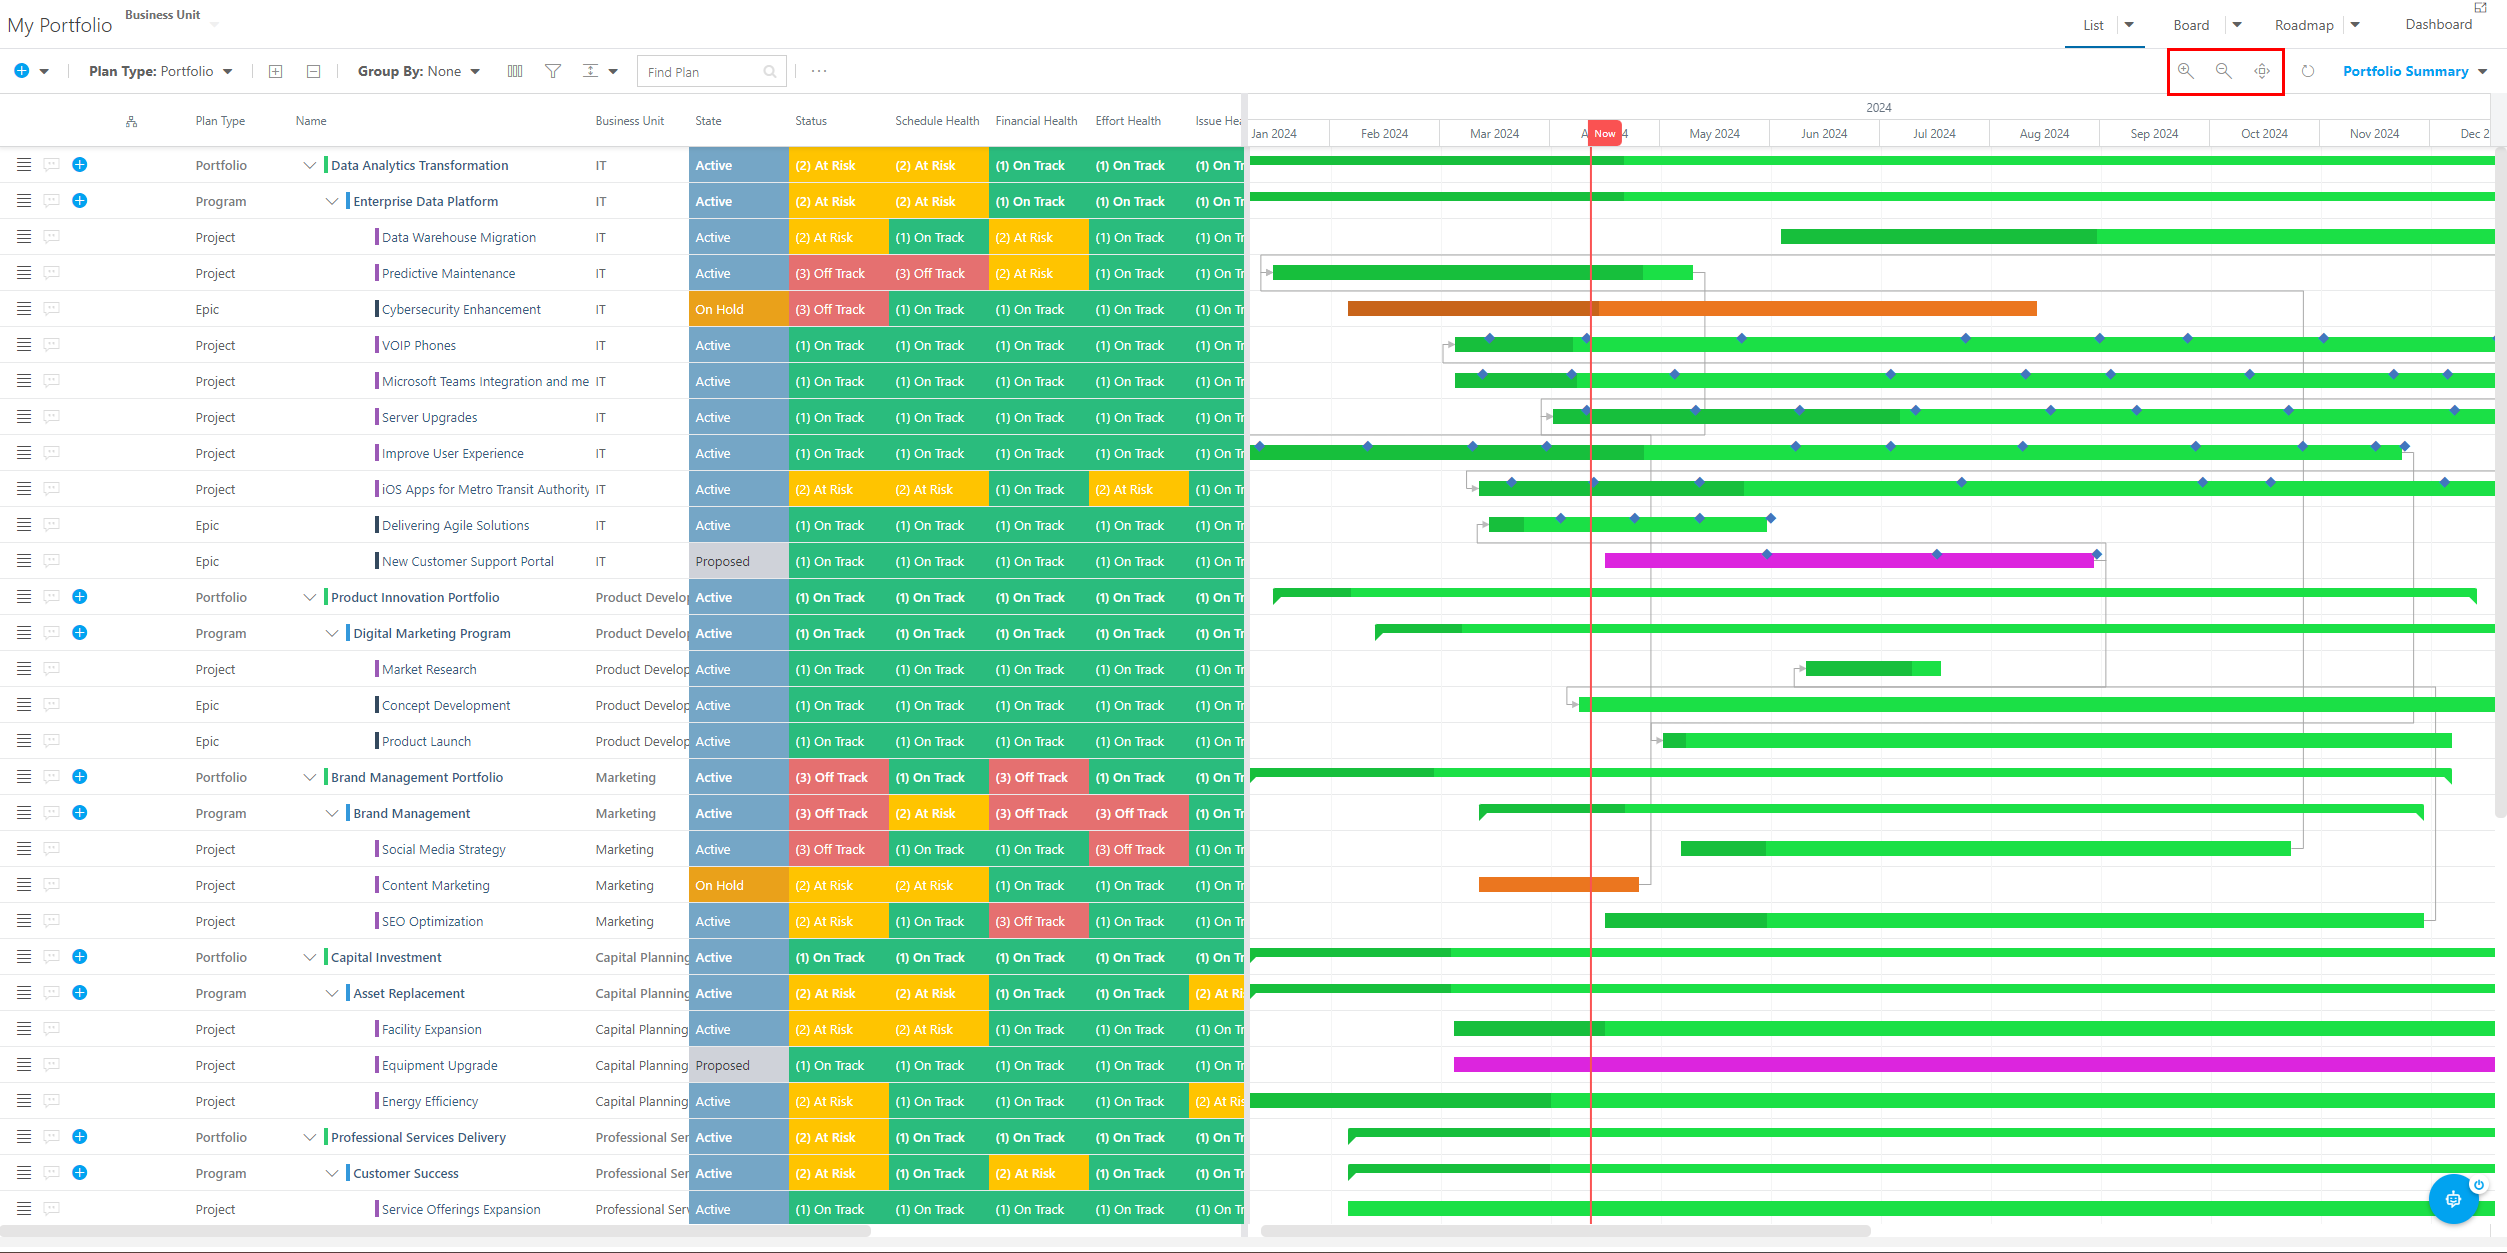 My Portfolio
Business Unit
List
Board
Roadmap
Dashboard
Plan Type: Portfolio
Group By: None
Find Plan
Portfolio Summary
Plan Type Name Business Unit State Status Schedule Health Financial Health Effort Health Issue Hea
2024
Jan 2024 Feb 2024 Mar 2024 A Now 4 May 2024 Jun 2024 Jul 2024 Aug 2024 Sep 2024 Oct 2024 Nov 2024 Dec 2
Portfolio Data Analytics Transformation IT Active (2) At Risk (2) At Risk (1) On Track (1) On Track (1) On Tr
Program Enterprise Data Platform IT Active (2) At Risk (2) At Risk (1) On Track (1) On Track (1) On Tr
Project Data Warehouse Migration IT Active (2) At Risk (1) On Track (2) At Risk (1) On Track (1) On Tr
Project Predictive Maintenance IT Active (3) Off Track (3) Off Track (2) At Risk (1) On Track (1) On Tr
Epic Cybersecurity Enhancement IT On Hold (3) Off Track (1) On Track (1) On Track (1) On Track (1) On Tr
Project VOIP Phones IT Active (1) On Track (1) On Track (1) On Track (1) On Track (1) On Tr
Project Microsoft Teams Integration and me IT Active (1) On Track (1) On Track (1) On Track (1) On Track (1) On Tr
Project Server Upgrades IT Active (1) On Track (1) On Track (1) On Track (1) On Track (1) On Tr
Project Improve User Experience IT Active (1) On Track (1) On Track (1) On Track (1) On Track (1) On Tr
Project iOS Apps for Metro Transit Authority IT Active (2) At Risk (2) At Risk (1) On Track (2) At Risk (1) On Tr
Epic Delivering Agile Solutions IT Active (1) On Track (1) On Track (1) On Track (1) On Track (1) On Tr
Epic New Customer Support Portal IT Proposed (1) On Track (1) On Track (1) On Track (1) On Track (1) On Tr
Portfolio Product Innovation Portfolio Product Develop Active (1) On Track (1) On Track (1) On Track (1) On Track (1) On Tr
Program Digital Marketing Program Product Develop Active (1) On Track (1) On Track (1) On Track (1) On Track (1) On Tr
Project Market Research Product Develop Active (1) On Track (1) On Track (1) On Track (1) On Track (1) On Tr
Epic Concept Development Product Develop Active (1) On Track (1) On Track (1) On Track (1) On Track (1) On Tr
Epic Product Launch Product Develop Active (1) On Track (1) On Track (1) On Track (1) On Track (1) On Tr
Portfolio Brand Management Portfolio Marketing Active (3) Off Track (1) On Track (3) Off Track (1) On Track (1) On Tr
Program Brand Management Marketing Active (3) Off Track (2) At Risk (3) Off Track (3) Off Track (1) On Tr
Project Social Media Strategy Marketing Active (3) Off Track (1) On Track (1) On Track (3) Off Track (1) On Tr
Project Content Marketing Marketing On Hold (2) At Risk (2) At Risk (1) On Track (1) On Track (1) On Tr
Project SEO Optimization Marketing Active (2) At Risk (1) On Track (3) Off Track (1) On Track (1) On Tr
Portfolio Capital Investment Capital Planning Active (1) On Track (1) On Track (1) On Track (1) On Track (1) On Tr
Program Asset Replacement Capital Planning Active (2) At Risk (2) At Risk (1) On Track (1) On Track (2) At Ri
Project Facility Expansion Capital Planning Active (2) At Risk (2) At Risk (1) On Track (1) On Track (1) On Tr
Project Equipment Upgrade Capital Planning Proposed (1) On Track (1) On Track (1) On Track (1) On Track (1) On Tr
Project Energy Efficiency Capital Planning Active (2) At Risk (1) On Track (1) On Track (1) On Track (2) At Ris
Portfolio Professional Services Delivery Professional Ser Active (2) At Risk (1) On Track (1) On Track (1) On Track (1) On Tr
Program Customer Success Professional Ser Active (2) At Risk (1) On Track (2) At Risk (1) On Track (1) On Tr
Project Service Offerings Expansion Professional Serv Active (1) On Track (1) On Track (1) On Track (1) On Track (1) On Tr